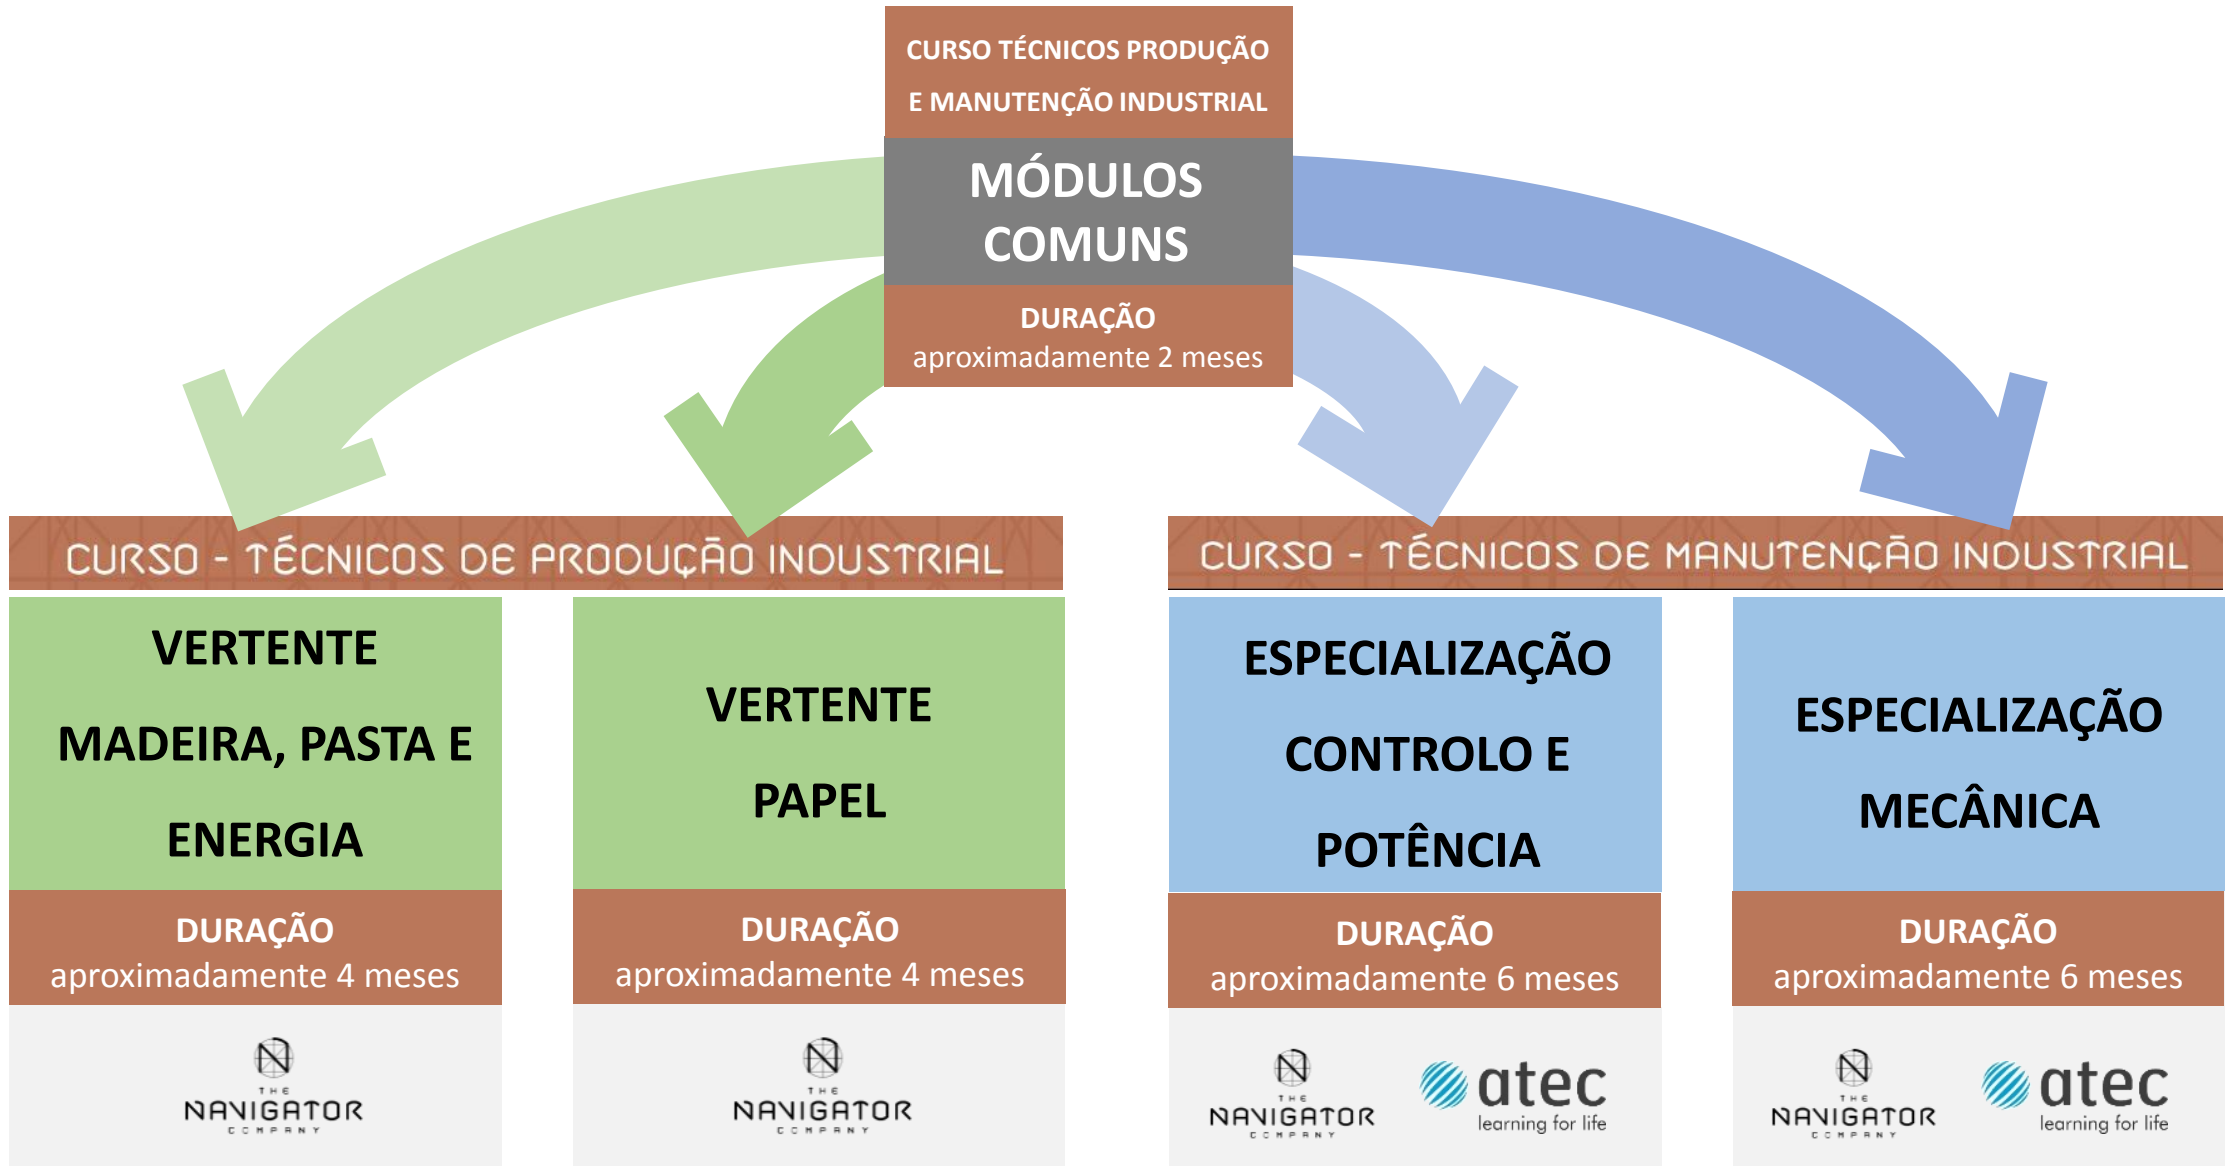 CURSO TÉCNICOS PRODUÇÃO
E MANUTENÇÃO INDUSTRIAL
MÓDULOS
COMUNS
DURAÇÃO
aproximadamente 2 meses
CURSO - TÉCNICOS DE PRODUÇÃO INDUSTRIAL
VERTENTE
MADEIRA, PASTA E
ENERGIA
DURAÇÃO
aproximadamente 4 meses
THE
NAVIGATOR
COMPANY
VERTENTE
PAPEL
DURAÇÃO
aproximadamente 4 meses
THE
NAVIGATOR
COMPANY
CURSO - TÉCNICOS DE MANUTENÇÃO INDUSTRIAL
ESPECIALIZAÇÃO
CONTROLO E
POTÊNCIA
DURAÇÃO
aproximadamente 6 meses
THE
NAVIGATOR
COMPANY
atec
learning for life
ESPECIALIZAÇÃO
MECÂNICA
DURAÇÃO
aproximadamente 6 meses
THE
NAVIGATOR
COMPANY
atec
learning for life